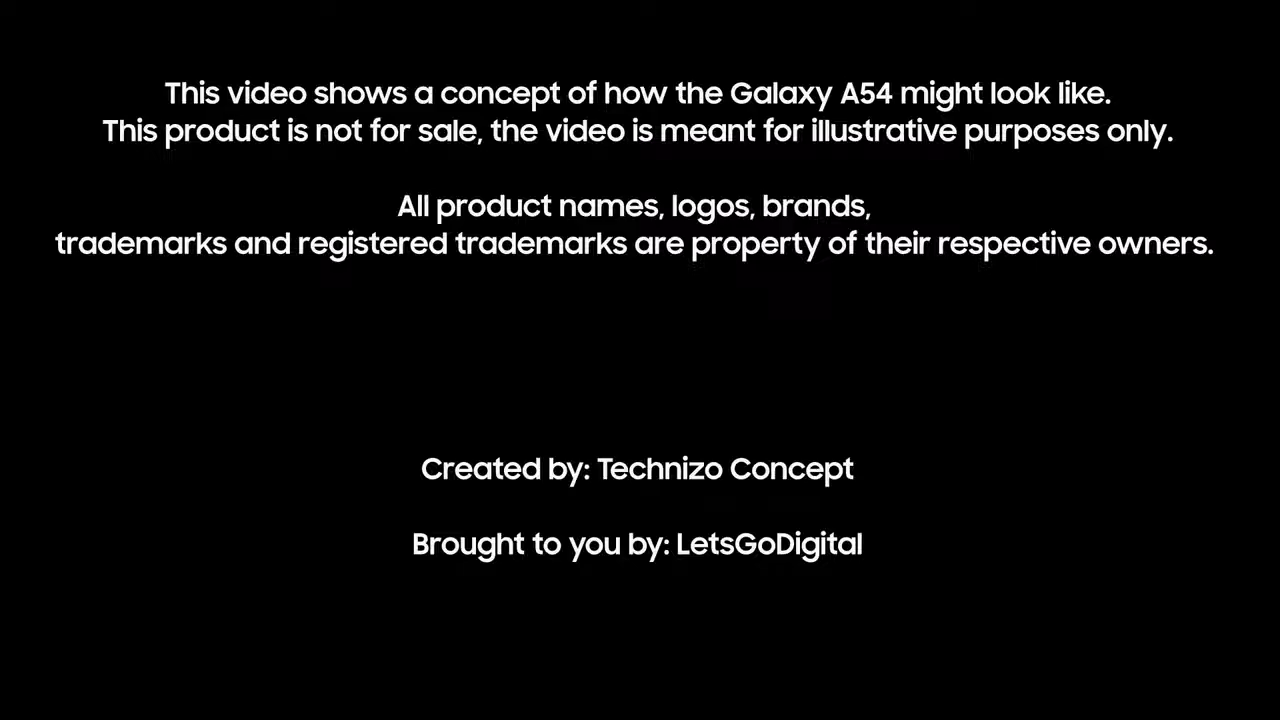 This video shows a concept of how the Galaxy A54 might look like.
This product is not for sale, the video is meant for illustrative purposes only.
All product names, logos, brands,
trademarks and registered trademarks are property of their respective owners.
Created by: Technizo Concept
Brought to you by: LetsGoDigital